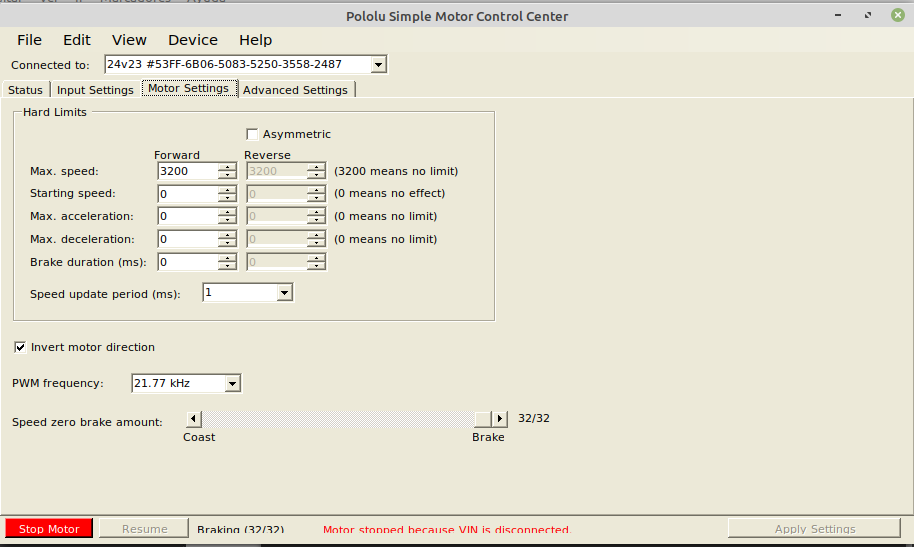 Pololu Simple Motor Control Center
File Edit View Device Help
Connected to: 24v23 #53FF-6B06-5083-5250-3558-2487
Status Input Settings Motor Settings Advanced Settings
Hard Limits
Asymmetric
Forward Reverse
Max. speed: 3200 3200 (3200 means no limit)
Starting speed: 0 0 (0 means no effect)
Max. acceleration: 0 0 (0 means no limit)
Max. deceleration: 0 0 (0 means no limit)
Brake duration (ms): 0 0
Speed update period (ms): 1
Invert motor direction
PWM frequency: 21.77 kHz
Speed zero brake amount: 32/32
Coast Brake
Stop Motor Resume Braking (32/32) Motor stopped because VIN is disconnected. Apply Settings